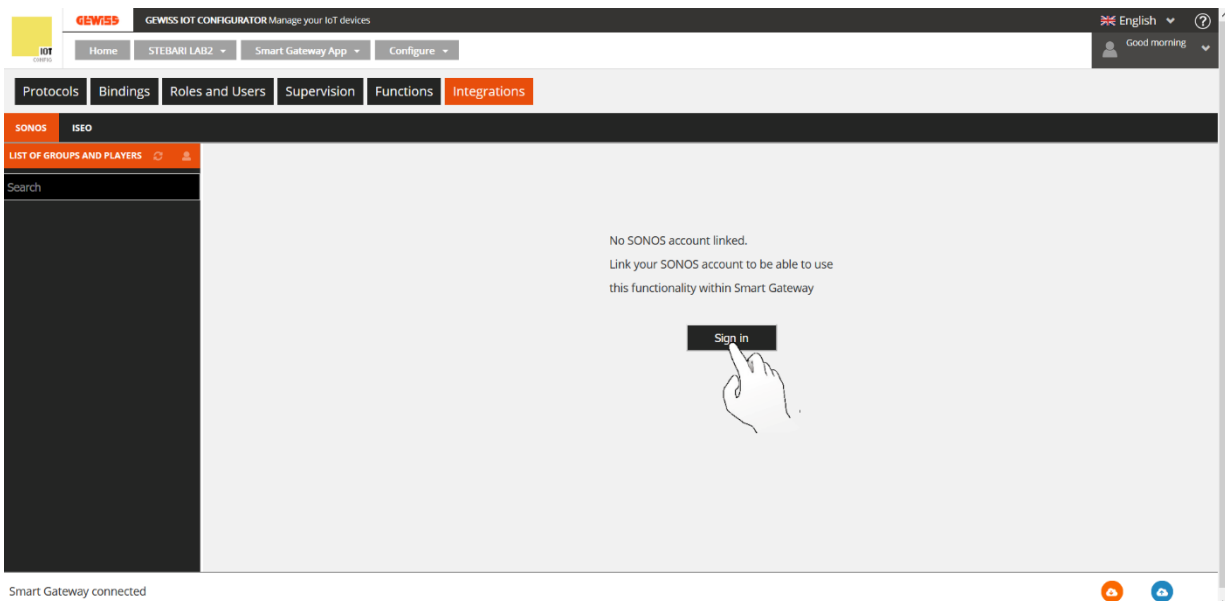 GEWISS GEWISS IOT CONFIGURATOR Manage your IoT devices English ?
IOT
CONFIG
Home STEBARI LAB2 Smart Gateway App Configure Good morning
Protocols Bindings Roles and Users Supervision Functions Integrations
SONOS ISEO
LIST OF GROUPS AND PLAYERS
Search
No SONOS account linked.
Link your SONOS account to be able to use
this functionality within Smart Gateway
Sign in
Smart Gateway connected